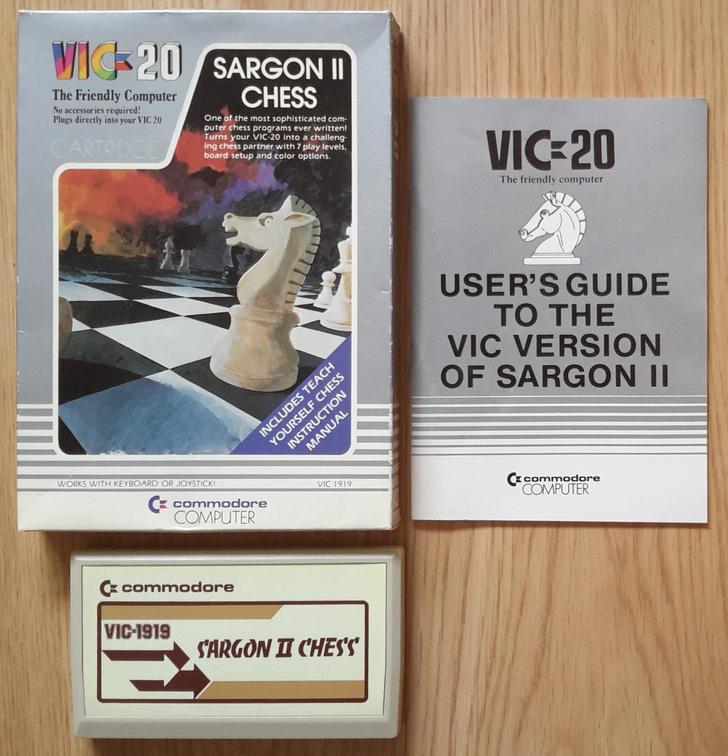 VIC-20
The Friendly Computer
No accessories required!
Plugs directly into your VIC 20
CARTRIDGE
SARGON II
CHESS
One of the most sophisticated com-
puter chess programs ever written!
Turns your VIC-20 into a challeng-
ing chess partner with 7 play levels,
board setup and color options.
INCLUDES TEACH
YOURSELF CHESS
INSTRUCTION
MANUAL
WORKS WITH KEYBOARD OR JOYSTICK!
VIC 1919
commodore
COMPUTER
VIC-20
The friendly computer
USER'S GUIDE
TO THE
VIC VERSION
OF SARGON II
commodore
COMPUTER
commodore
VIC-1919
SARGON II CHESS